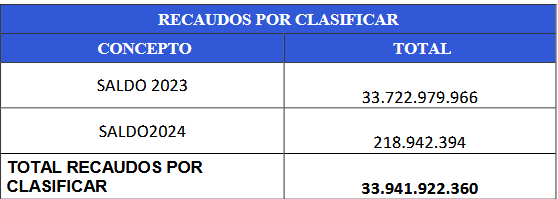 RECAUDOS POR CLASIFICAR
CONCEPTO TOTAL
SALDO 2023 33.722.979.966
SALDO2024 218.942.394
TOTAL RECAUDOS POR
CLASIFICAR 33.941.922.360